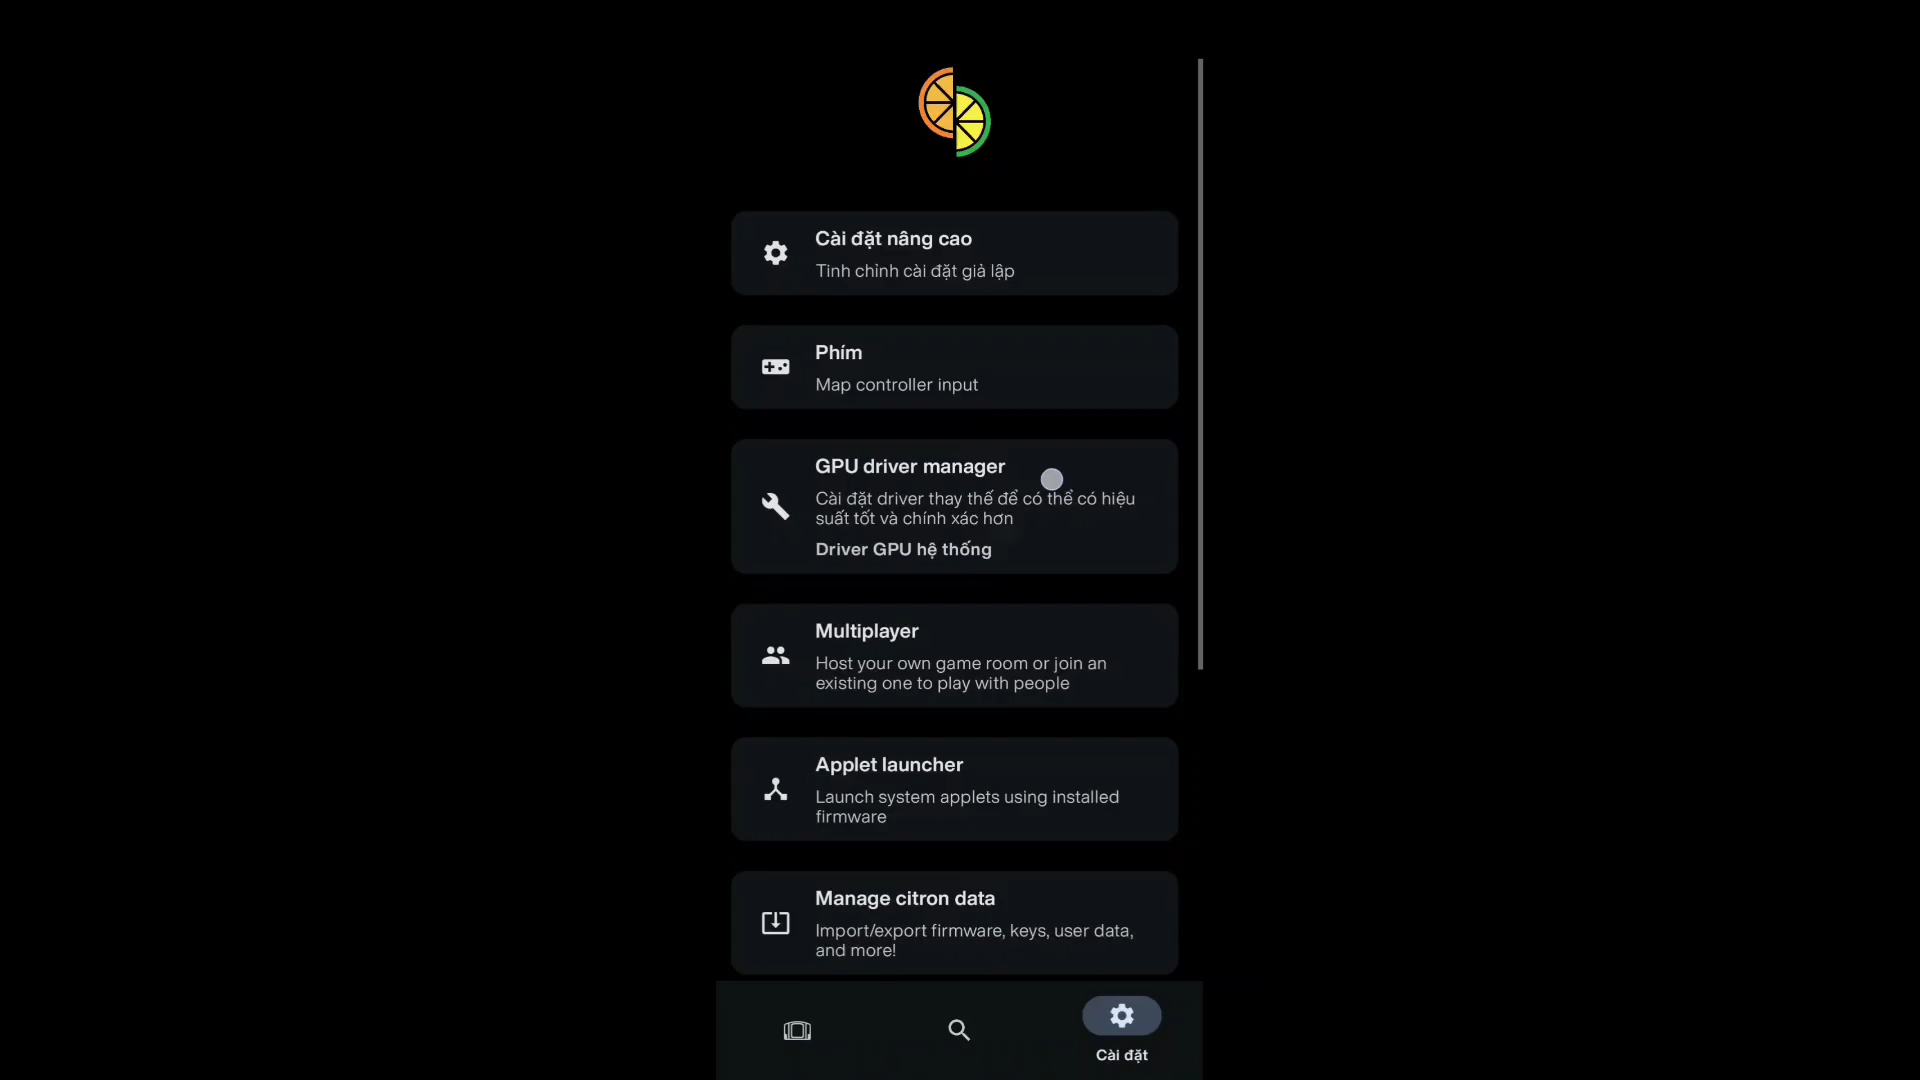 Cài đặt nâng cao
Tinh chỉnh cài đặt giả lập
Phím
Map controller input
GPU driver manager
Cài đặt driver thay thế để có thể có hiệu
suất tốt và chính xác hơn
Driver GPU hệ thống
Multiplayer
Host your own game room or join an
existing one to play with people
Applet launcher
Launch system applets using installed
firmware
Manage citron data
Import/export firmware, keys, user data,
and more!
Cài đặt